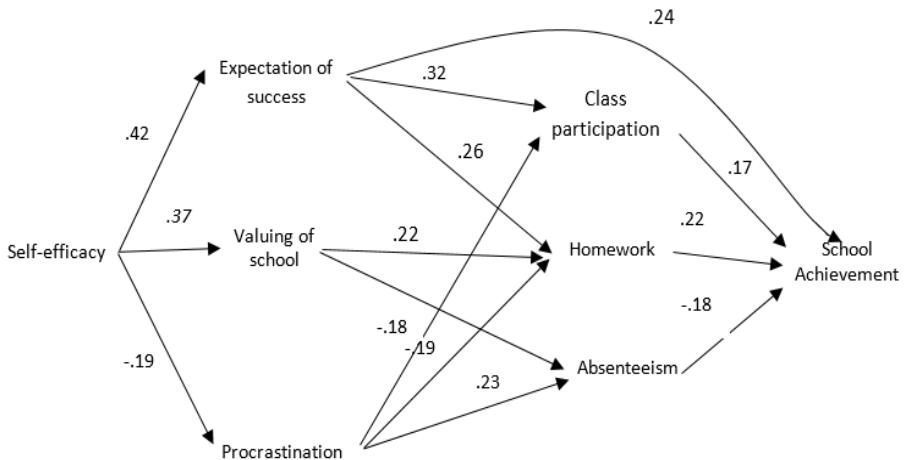 .24
Expectation of
success
.32
Class
participation
.42
.26
.17
.37
Self-efficacy
Valuing of
school
.22
Homework
.22
School
Achievement
-.18
-.18
-.19
-.19
.23
Absenteeism
Procrastination